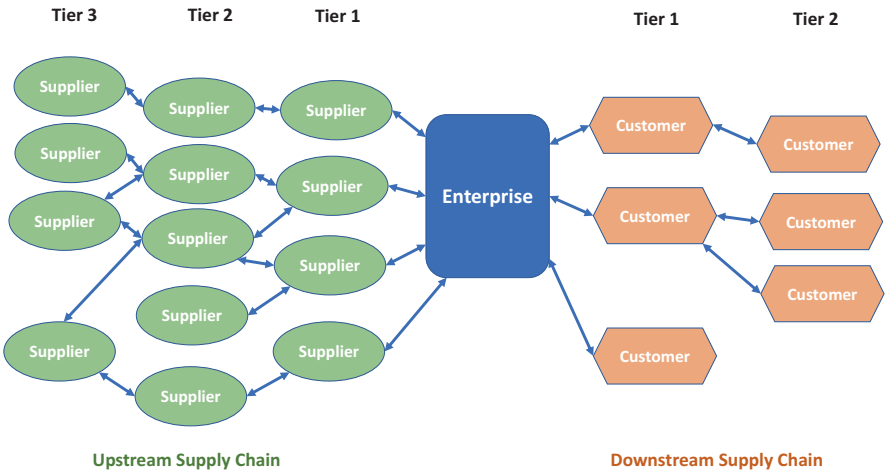 Tier 3
Tier 2
Tier 1
Tier 1
Tier 2
Supplier
Supplier
Supplier
Customer
Customer
Supplier
Supplier
Supplier
Enterprise
Supplier
Supplier
Supplier
Customer
Customer
Supplier
Customer
Supplier
Supplier
Supplier
Customer
Upstream Supply Chain
Downstream Supply Chain